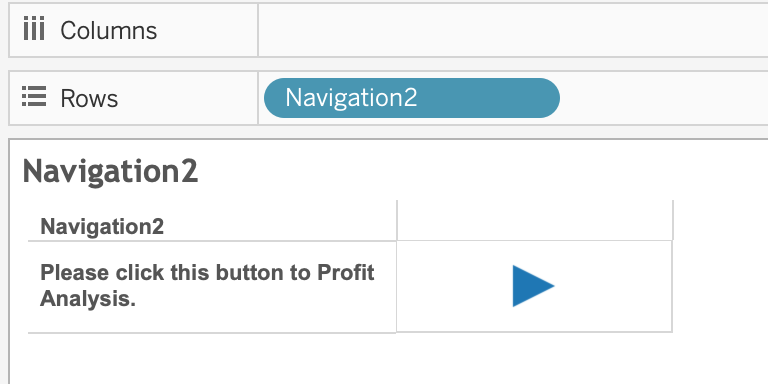 Columns
Rows
Navigation2
Navigation2
Navigation2
Please click this button to Profit
Analysis.